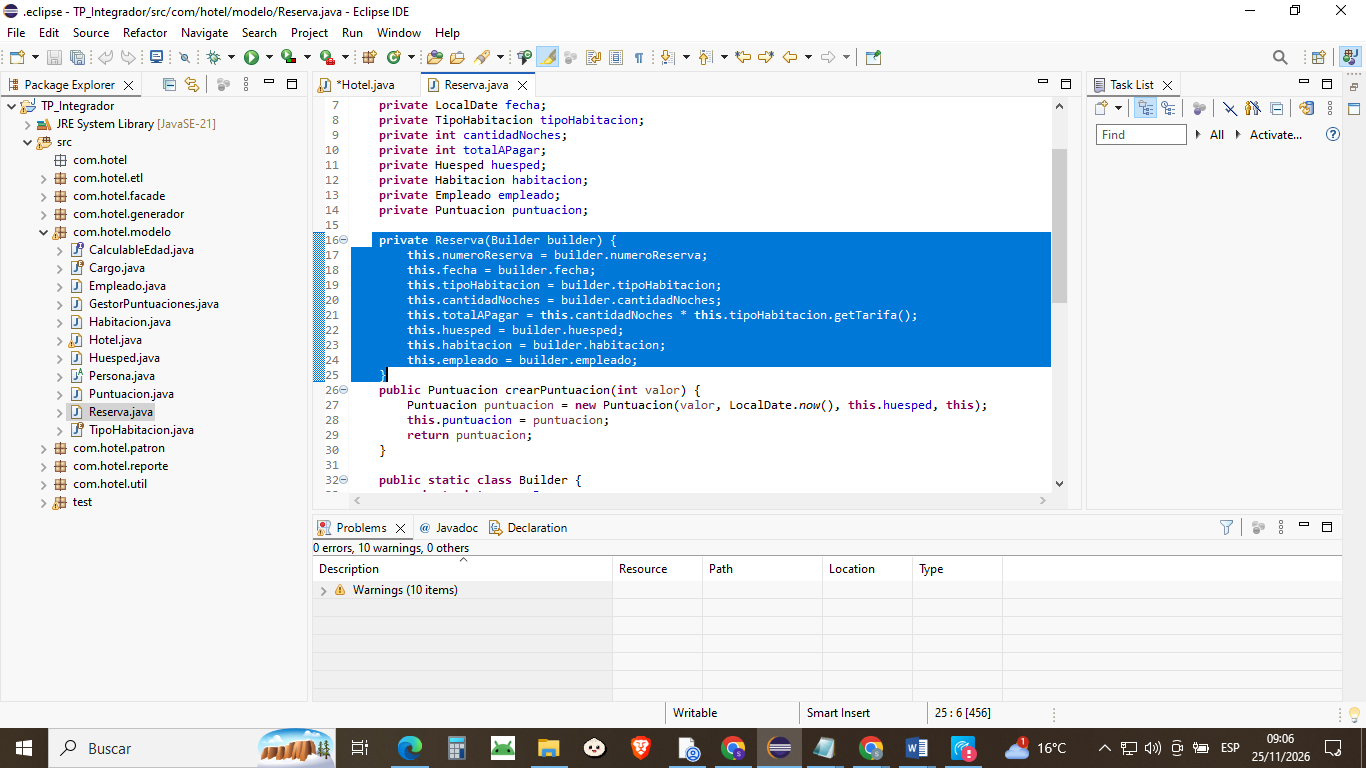 .eclipse - TP_Integrador/src/com/hotel/modelo/Reserva.java - Eclipse IDE
File Edit Source Refactor Navigate Search Project Run Window Help
Package Explorer
TP_Integrador
JRE System Library [JavaSE-21]
src
com.hotel
com.hotel.etl
com.hotel.facade
com.hotel.generador
com.hotel.modelo
CalculableEdad.java
Cargo.java
Empleado.java
GestorPuntuaciones.java
Habitacion.java
Hotel.java
Huesped.java
Persona.java
Puntuacion.java
Reserva.java
TipoHabitacion.java
com.hotel.patron
com.hotel.reporte
com.hotel.util
test
*Hotel.java Reserva.java
7 private LocalDate fecha;
8 private TipoHabitacion tipoHabitacion;
9 private int cantidadNoches;
10 private int totalAPagar;
11 private Huesped huesped;
12 private Habitacion habitacion;
13 private Empleado empleado;
14 private Puntuacion puntuacion;
15
16 private Reserva(Builder builder) {
17 this.numeroReserva = builder.numeroReserva;
18 this.fecha = builder.fecha;
19 this.tipoHabitacion = builder.tipoHabitacion;
20 this.cantidadNoches = builder.cantidadNoches;
21 this.totalAPagar = this.cantidadNoches * this.tipoHabitacion.getTarifa();
22 this.huesped = builder.huesped;
23 this.habitacion = builder.habitacion;
24 this.empleado = builder.empleado;
25 }
26 public Puntuacion crearPuntuacion(int valor) {
27 Puntuacion puntuacion = new Puntuacion(valor, LocalDate.now(), this.huesped, this);
28 this.puntuacion = puntuacion;
29 return puntuacion;
30 }
31
32 public static class Builder {
Task List
Find All Activate...
Problems Javadoc Declaration
0 errors, 10 warnings, 0 others
Description Resource Path Location Type
Warnings (10 items)
Writable Smart Insert 25 : 6 [456]
Buscar
16°C
ESP
09:06
25/11/2026